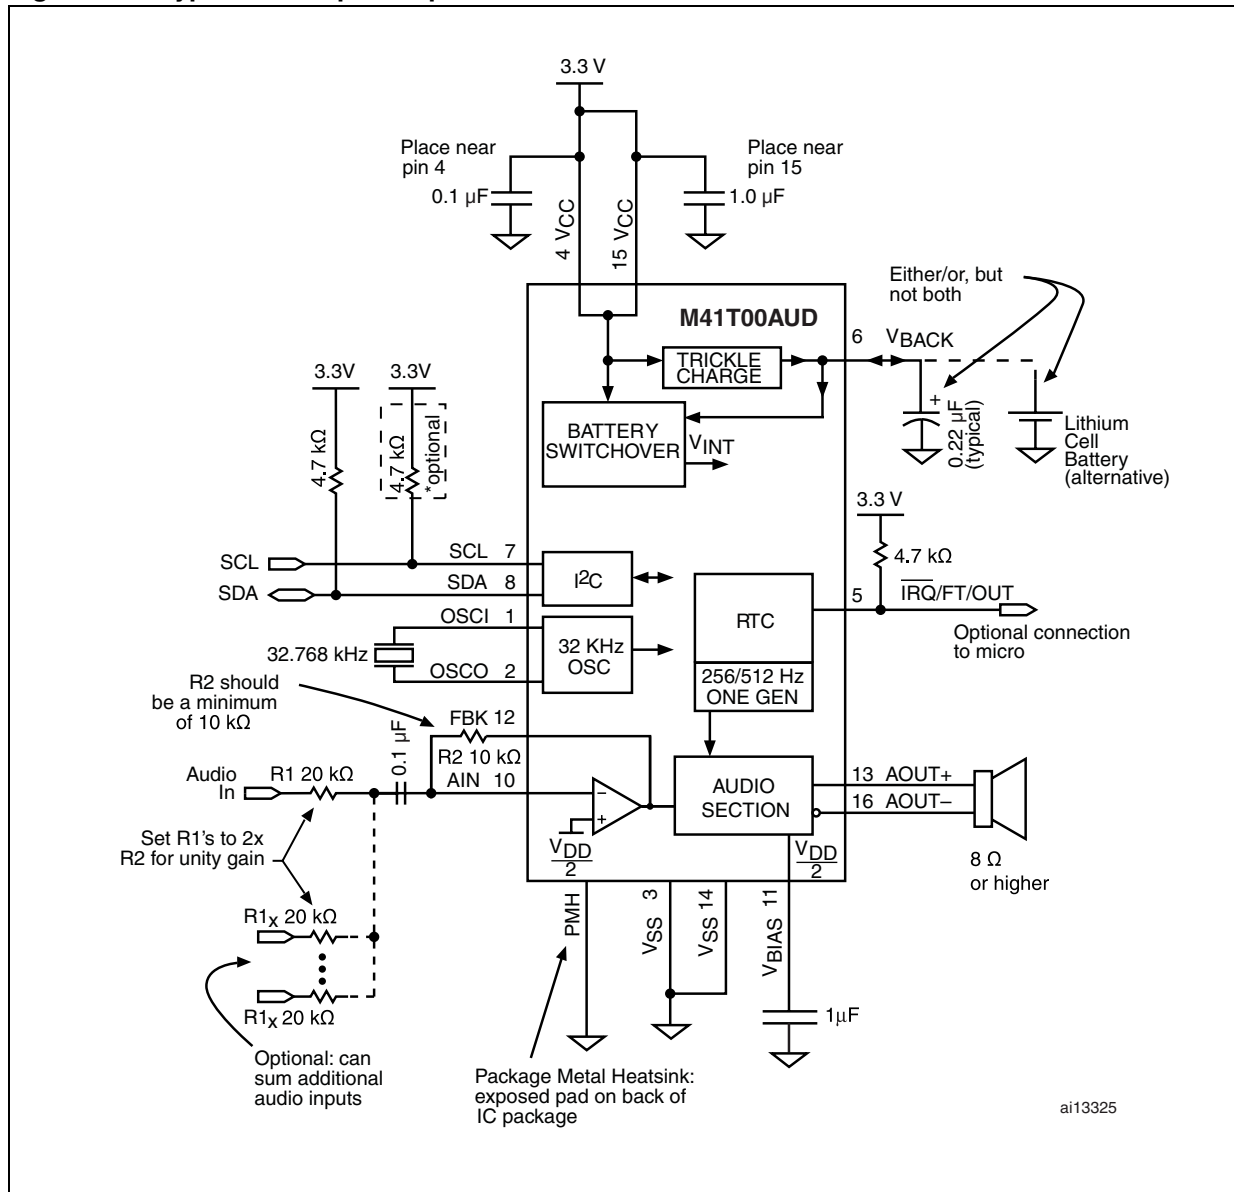 3.3 V
Place near
pin 4
0.1 µF
Place near
pin 15
1.0 µF
4 VCC
15 VCC
Either/or, but
not both
M41T00AUD
6 VBACK
TRICKLE
CHARGE
3.3V
3.3V
4.7 kΩ
4.7 kΩ
*optional
BATTERY
SWITCHOVER
VINT
+
0.22 µF
(typical)
Lithium
Cell
Battery
(alternative)
3.3 V
4.7 kΩ
SCL
SCL 7
SDA
SDA 8
I2C
5 IRQ/FT/OUT
Optional connection
to micro
RTC
OSCI 1
32.768 kHz
OSCO 2
32 KHz
OSC
256/512 Hz
ONE GEN
R2 should
be a minimum
of 10 kΩ
FBK 12
R2 10 kΩ
0.1 µF
Audio
In
R1 20 kΩ
AIN 10
−
+
VDD
2
AUDIO
SECTION
13 AOUT+
16 AOUT−
8 Ω
or higher
VDD
2
Set R1's to 2x
R2 for unity gain
PMH
VSS 3
VSS 14
VBIAS 11
R1X 20 kΩ
R1X 20 kΩ
1µF
Optional: can
sum additional
audio inputs
Package Metal Heatsink:
exposed pad on back of
IC package
ai13325